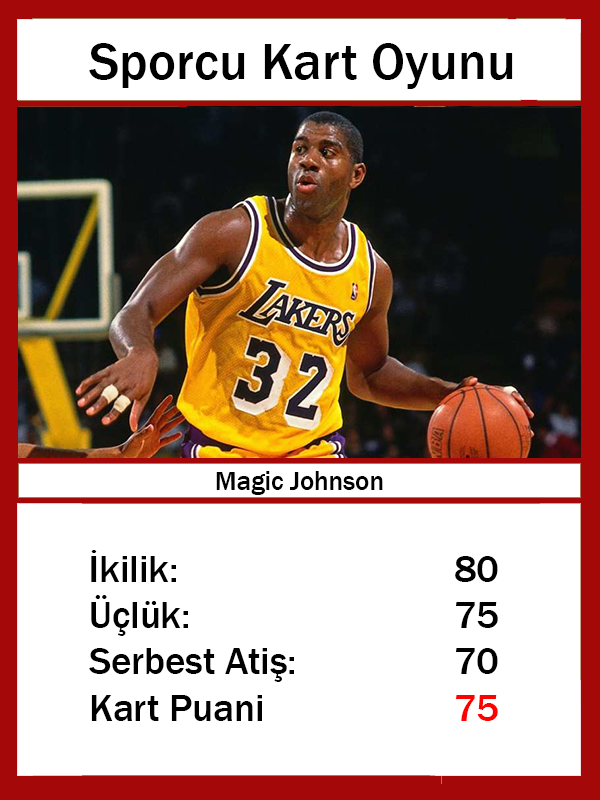 Sporcu Kart Oyunu
LAKERS
32
Magic Johnson
İkilik: 80
Üçlük: 75
Serbest Atiş: 70
Kart Puani 75